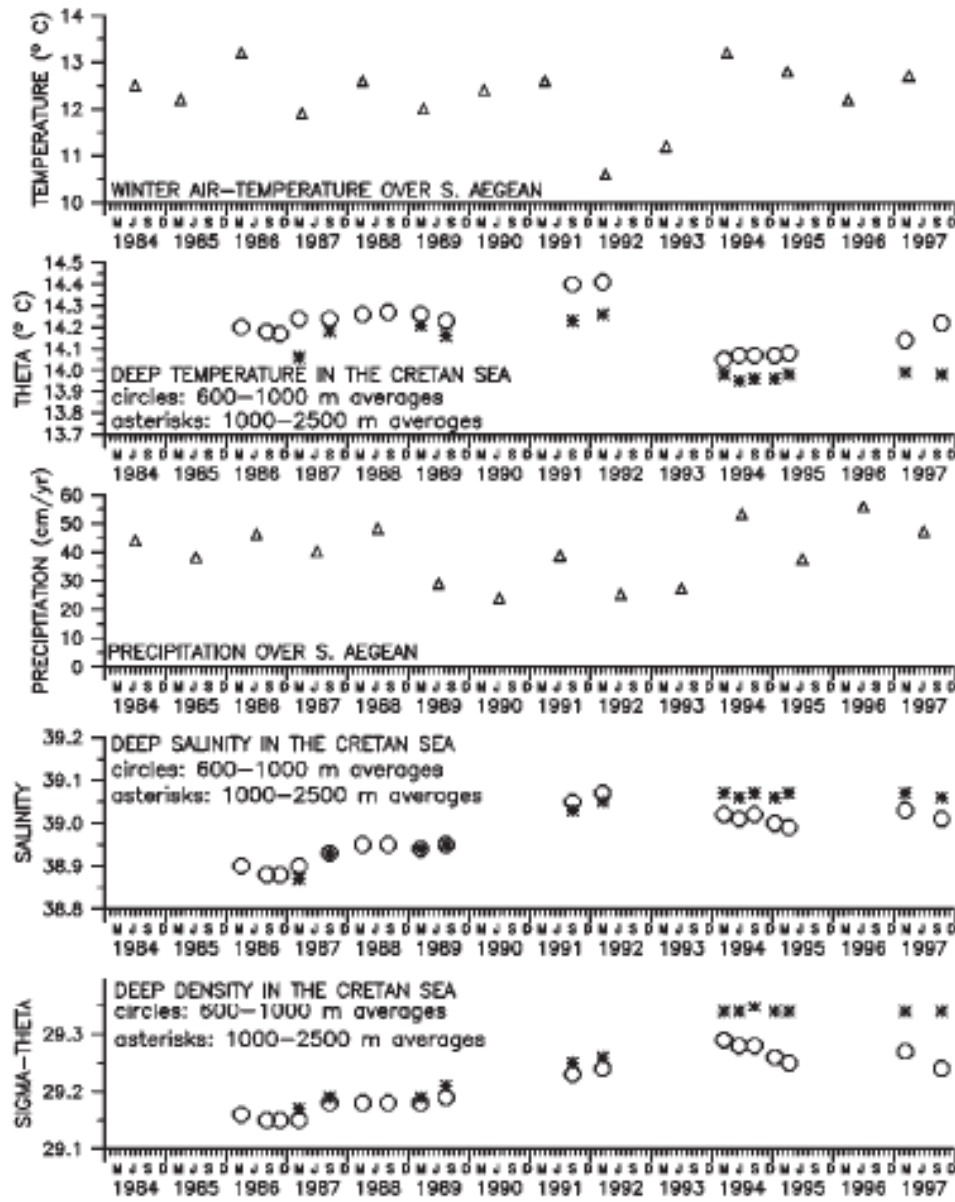 14
13
12
11
10
TEMPERATURE (° C)
WINTER AIR-TEMPERATURE OVER S. AEGEAN
M J S D M J S D M J S D M J S D M J S D M J S D M J S D M J S D M J S D M J S D M J S D M J S D M J S D M J S D
1984 1985 1986 1987 1988 1989 1990 1991 1992 1993 1994 1995 1996 1997
14.5
14.4
14.3
14.2
14.1
14.0
13.9
13.8
13.7
THETA (° C)
DEEP TEMPERATURE IN THE CRETAN SEA
circles: 600-1000 m averages
asterisks: 1000-2500 m averages
M J S D M J S D M J S D M J S D M J S D M J S D M J S D M J S D M J S D M J S D M J S D M J S D M J S D M J S D
1984 1985 1986 1987 1988 1989 1990 1991 1992 1993 1994 1995 1996 1997
60
50
40
30
20
10
0
PRECIPITATION (cm/yr)
PRECIPITATION OVER S. AEGEAN
M J S D M J S D M J S D M J S D M J S D M J S D M J S D M J S D M J S D M J S D M J S D M J S D M J S D M J S D
1984 1985 1986 1987 1988 1989 1990 1991 1992 1993 1994 1995 1996 1997
39.2
39.1
39.0
38.9
38.8
SALINITY
DEEP SALINITY IN THE CRETAN SEA
circles: 600-1000 m averages
asterisks: 1000-2500 m averages
M J S D M J S D M J S D M J S D M J S D M J S D M J S D M J S D M J S D M J S D M J S D M J S D M J S D M J S D
1984 1985 1986 1987 1988 1989 1990 1991 1992 1993 1994 1995 1996 1997
29.3
29.2
29.1
SIGMA-THETA
DEEP DENSITY IN THE CRETAN SEA
circles: 600-1000 m averages
asterisks: 1000-2500 m averages
M J S D M J S D M J S D M J S D M J S D M J S D M J S D M J S D M J S D M J S D M J S D M J S D M J S D M J S D
1984 1985 1986 1987 1988 1989 1990 1991 1992 1993 1994 1995 1996 1997